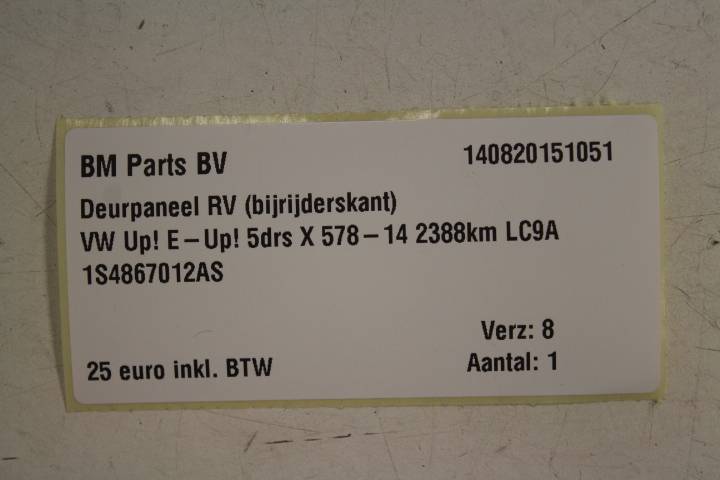 BM Parts BV 140820151051
Deurpaneel RV (bijrijderskant)
VW Up! E-Up! 5drs X 578-14 2388km LC9A
1S4867012AS
Verz: 8
25 euro inkl. BTW Aantal: 1